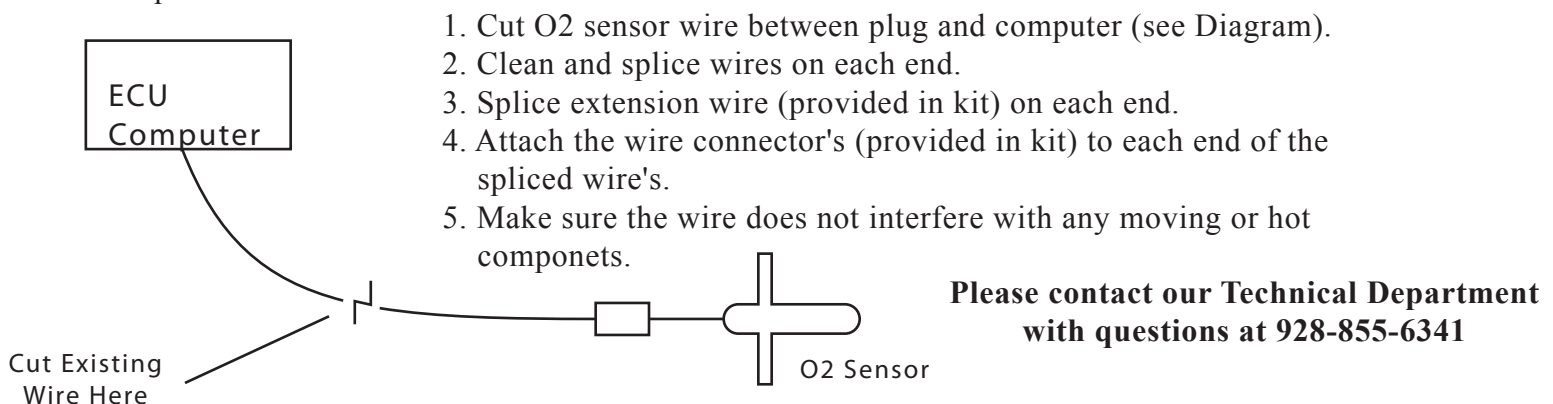 1. Cut O2 sensor wire between plug and computer (see Diagram).
2. Clean and splice wires on each end.
3. Splice extension wire (provided in kit) on each end.
4. Attach the wire connector's (provided in kit) to each end of the
spliced wire's.
5. Make sure the wire does not interfere with any moving or hot
componets.
ECU
Computer
Please contact our Technical Department
with questions at 928-855-6341
O2 Sensor
Cut Existing
Wire Here